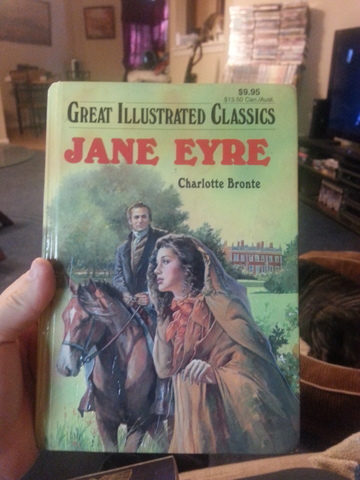 $9.95
$13.50 Can./Aust.
GREAT ILLUSTRATED CLASSICS
JANE EYRE
Charlotte Bronte